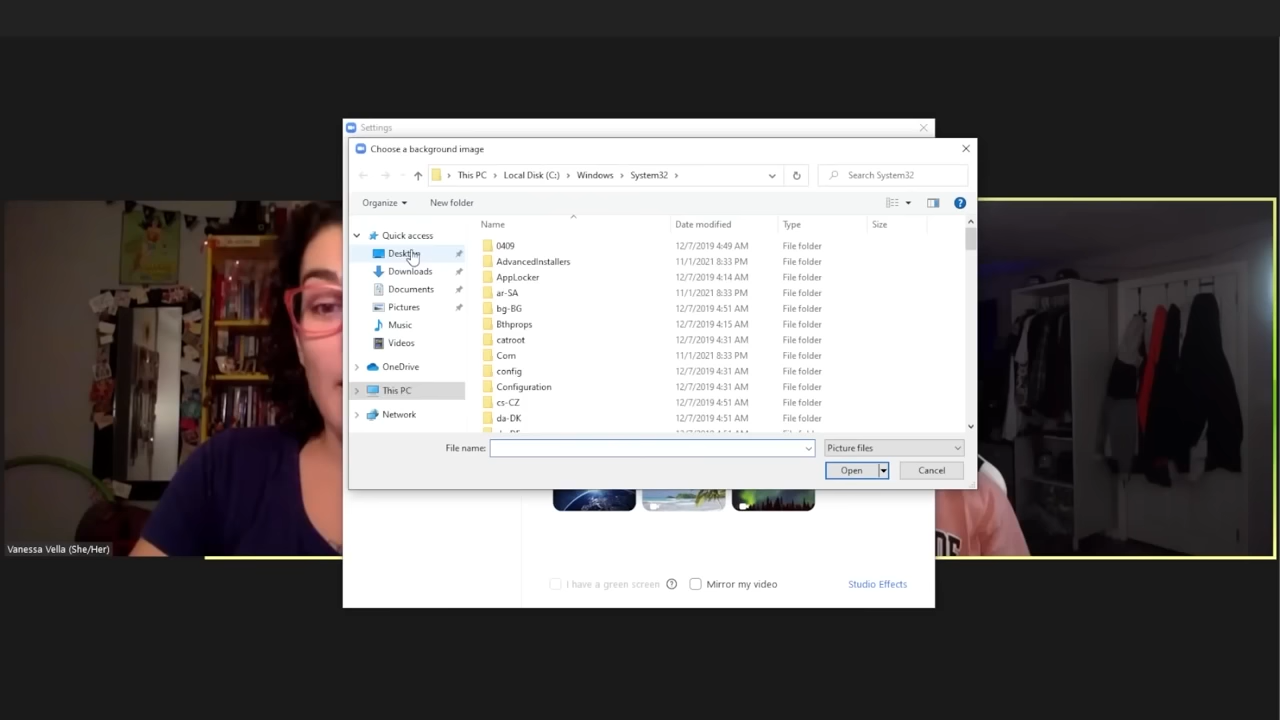 Settings
Choose a background image
This PC > Local Disk (C:) > Windows > System32 >
Search System32
Organize
New folder
Name Date modified Type Size
Quick access
Desktop
Downloads
Documents
Pictures
Music
Videos
OneDrive
This PC
Network
0409 12/7/2019 4:49 AM File folder
AdvancedInstallers 11/1/2021 8:33 PM File folder
AppLocker 12/7/2019 4:14 AM File folder
ar-SA 11/1/2021 8:33 PM File folder
bg-BG 12/7/2019 4:51 AM File folder
Bthprops 12/7/2019 4:15 AM File folder
catroot 12/7/2019 4:31 AM File folder
Com 11/1/2021 8:33 PM File folder
config 12/7/2019 4:31 AM File folder
Configuration 12/7/2019 4:31 AM File folder
cs-CZ 12/7/2019 4:51 AM File folder
da-DK 12/7/2019 4:51 AM File folder
File name:
Picture files
Open
Cancel
I have a green screen ?
Mirror my video
Studio Effects
Vanessa Vella (She/Her)